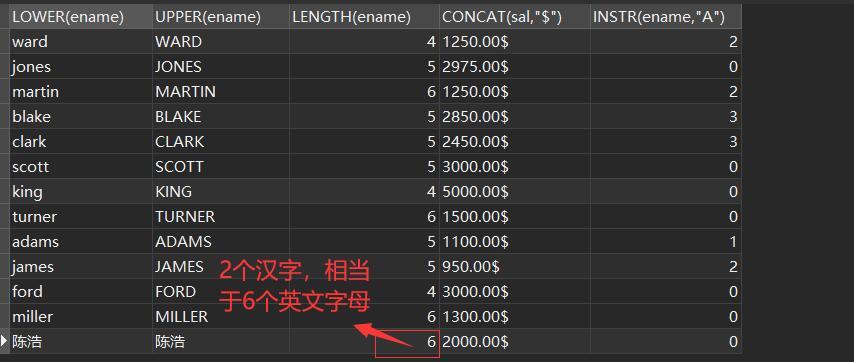 LOWER(ename) UPPER(ename) LENGTH(ename) CONCAT(sal,"$") INSTR(ename,"A")
ward WARD 4 1250.00$ 2
jones JONES 5 2975.00$ 0
martin MARTIN 6 1250.00$ 2
blake BLAKE 5 2850.00$ 3
clark CLARK 5 2450.00$ 3
scott SCOTT 5 3000.00$ 0
king KING 4 5000.00$ 0
turner TURNER 6 1500.00$ 0
adams ADAMS 5 1100.00$ 1
james JAMES 5 950.00$ 2
ford FORD 4 3000.00$ 0
miller MILLER 6 1300.00$ 0
陈浩 陈浩 6 2000.00$ 0
2个汉字，相当
于6个英文字母